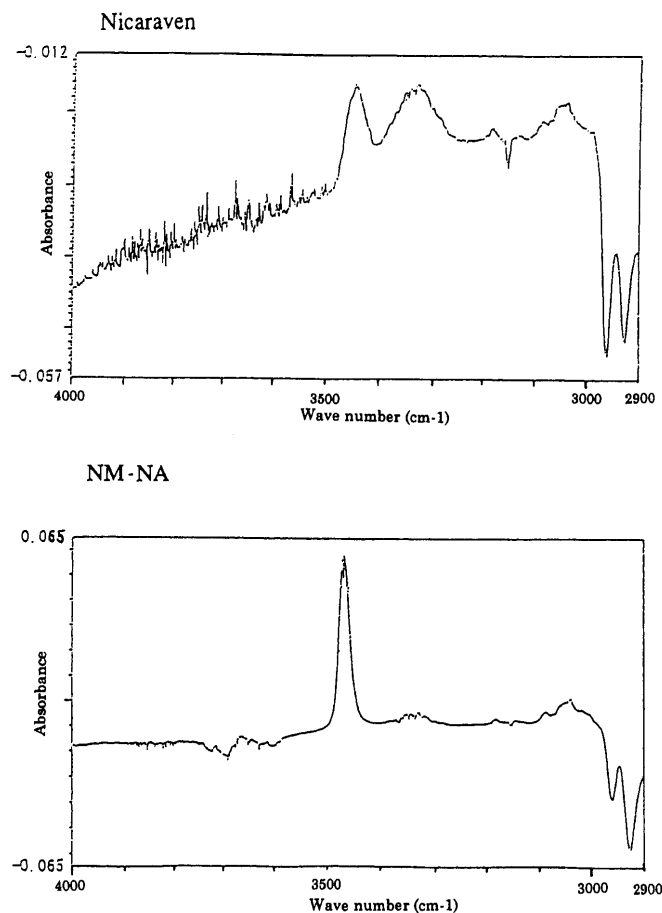 Nicaraven
-0.012
Absorbance
-0.057
4000
3500
3000
2900
Wave number (cm-1)
NM-NA
0.065
Absorbance
-0.065
4000
3500
3000
2900
Wave number (cm-1)